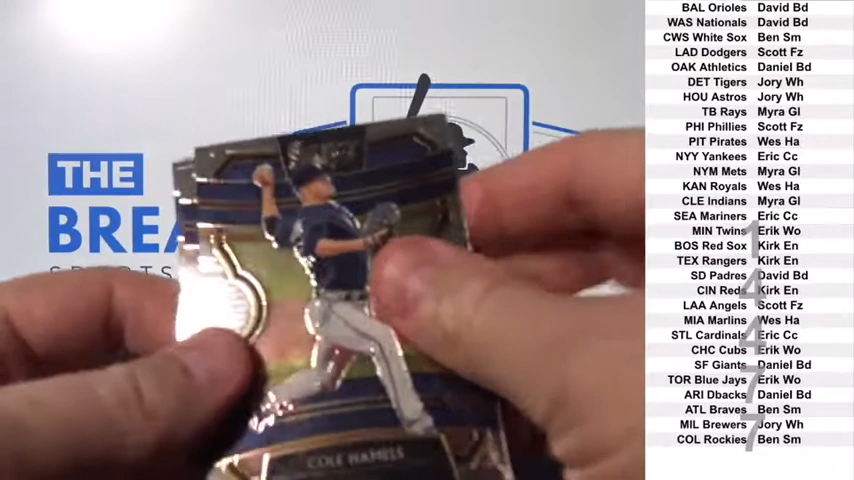 THE
BREA
SPORTS
COLE HAMELS
BAL Orioles David Bd
WAS Nationals David Bd
CWS White Sox Ben Sm
LAD Dodgers Scott Fz
OAK Athletics Daniel Bd
DET Tigers Jory Wh
HOU Astros Jory Wh
TB Rays Myra Gl
PHI Phillies Scott Fz
PIT Pirates Wes Ha
NYY Yankees Eric Cc
NYM Mets Myra Gl
KAN Royals Wes Ha
CLE Indians Myra Gl
SEA Mariners Eric Cc
MIN Twins Erik Wo
BOS Red Sox Kirk En
TEX Rangers Kirk En
SD Padres David Bd
CIN Reds Kirk En
LAA Angels Scott Fz
MIA Marlins Wes Ha
STL Cardinals Eric Cc
CHC Cubs Erik Wo
SF Giants Daniel Bd
TOR Blue Jays Erik Wo
ARI Dbacks Daniel Bd
ATL Braves Ben Sm
MIL Brewers Jory Wh
COL Rockies Ben Sm
1
4
4
7
7